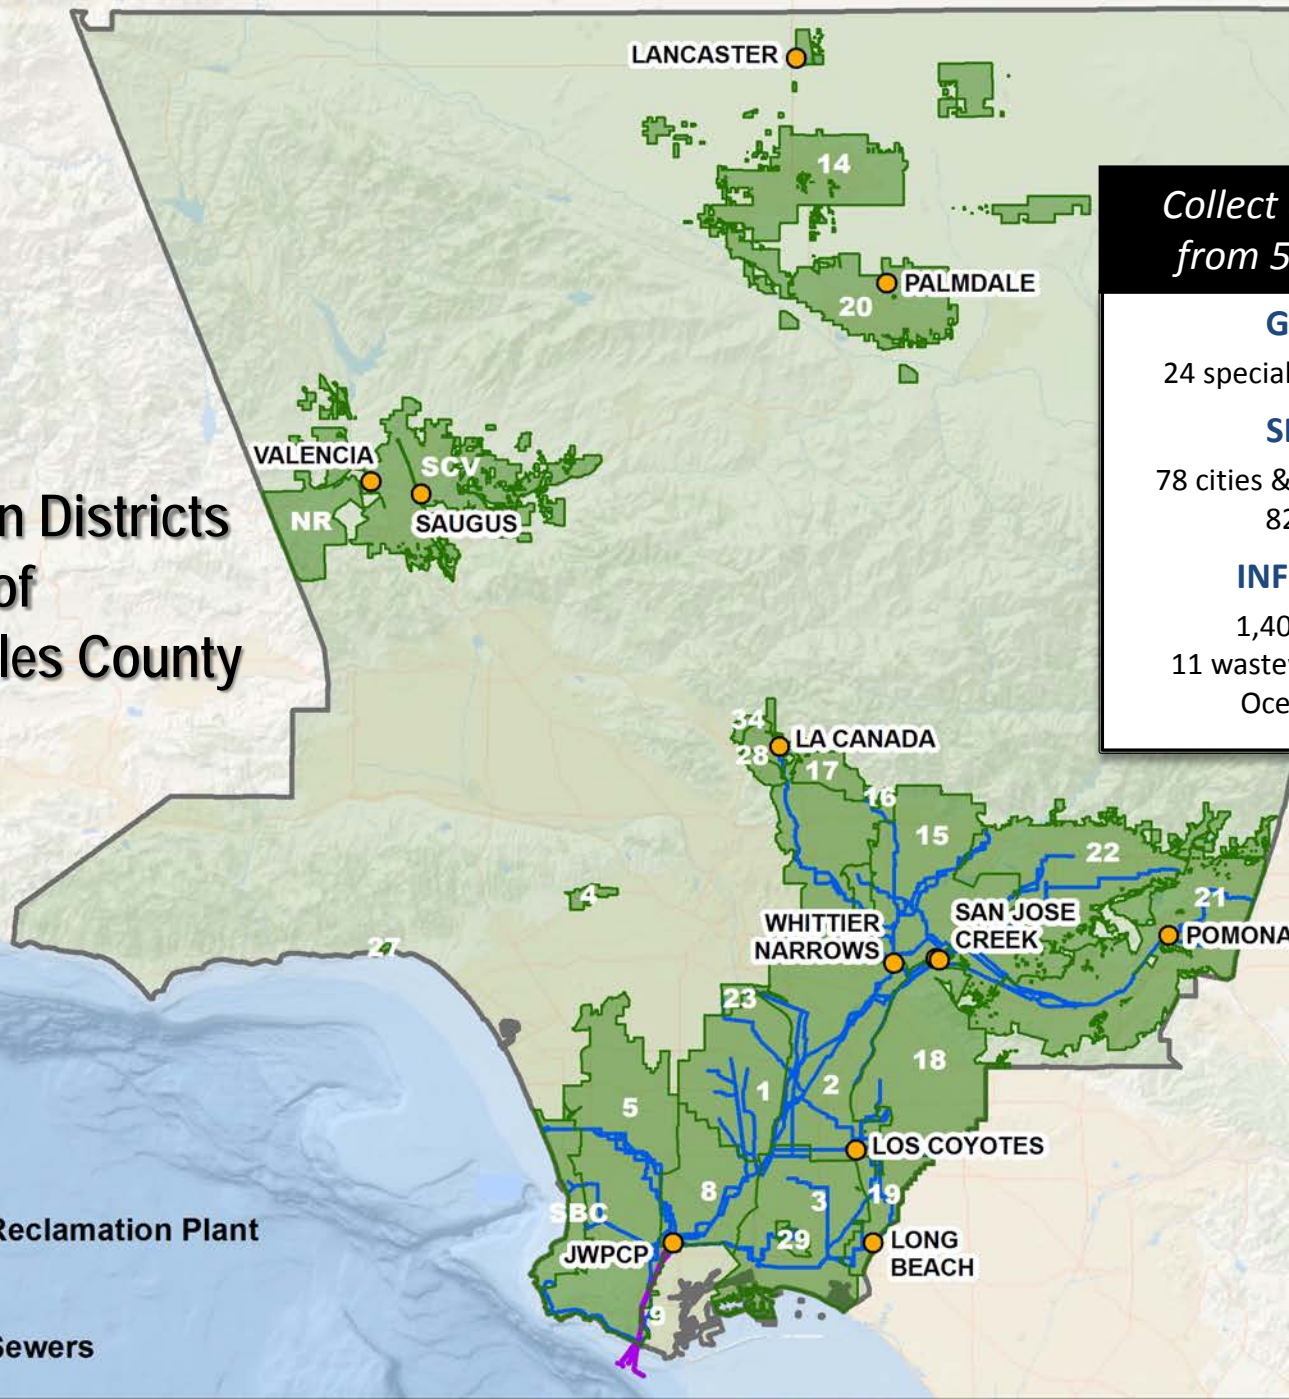 LANCASTER
14
PALMDALE
20
VALENCIA
SCV
NR
SAUGUS
n Districts
of
les County
Collect
from 5
G
24 special
S
78 cities &
82
INF
1,40
11 waste
Oce
34
LA CANADA
28
17
16
15
22
4
21
WHITTIER
NARROWS
SAN JOSE
CREEK
POMONA
27
23
18
1
2
5
LOS COYOTES
8
3
19
SBC
29
JWPCP
LONG
BEACH
9
Reclamation Plant
Sewers